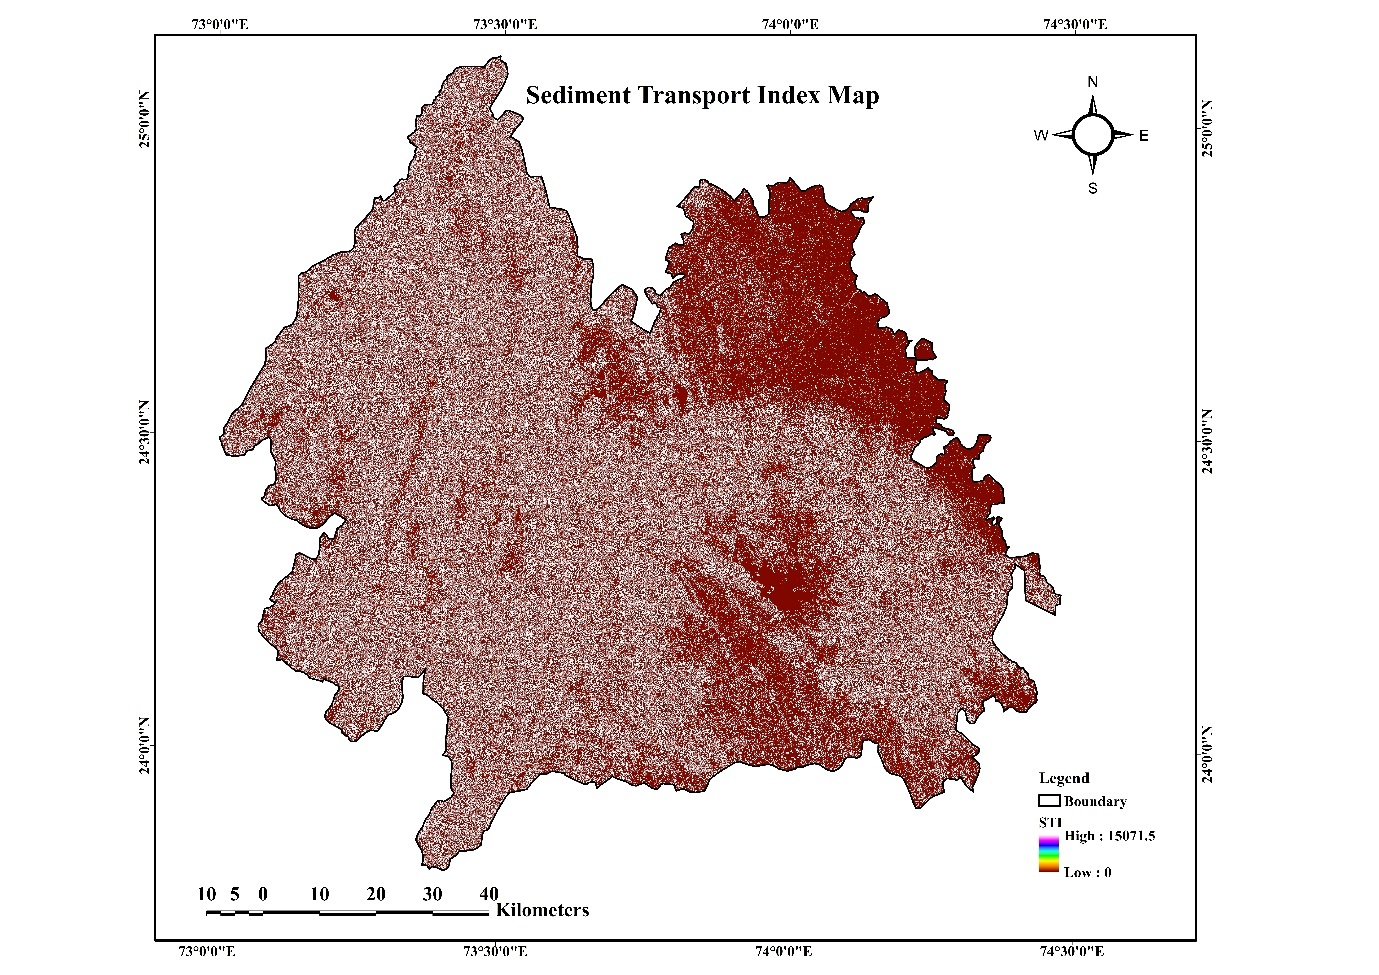 73°0'0"E 73°30'0"E 74°0'0"E 74°30'0"E
Sediment Transport Index Map
N
W E
S
25°0'0"N 25°0'0"N
24°30'0"N 24°30'0"N
24°0'0"N 24°0'0"N
Legend
Boundary
STI
High : 15071.5
Low : 0
10 5 0 10 20 30 40
Kilometers
73°0'0"E 73°30'0"E 74°0'0"E 74°30'0"E